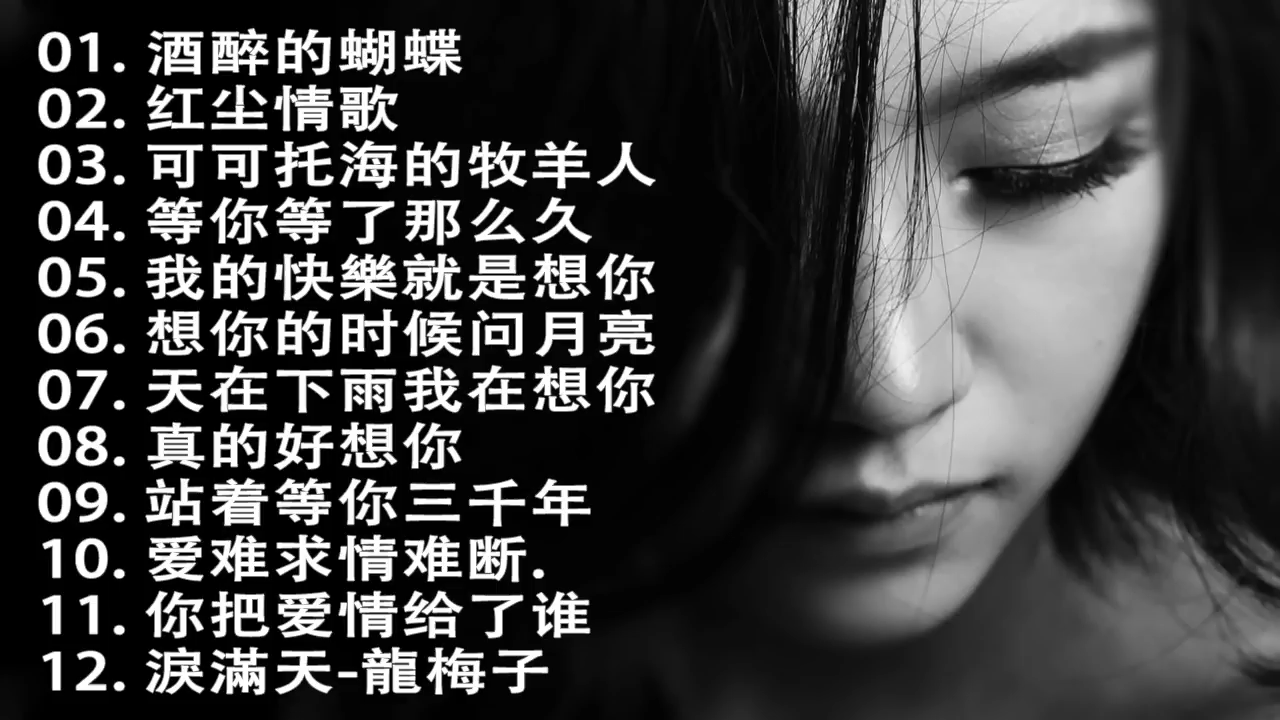 01. 酒醉的蝴蝶
02. 红尘情歌
03. 可可托海的牧羊人
04. 等你等了那么久
05. 我的快樂就是想你
06. 想你的时候问月亮
07. 天在下雨我在想你
08. 真的好想你
09. 站着等你三千年
10. 爱难求情难断.
11. 你把爱情给了谁
12. 淚滿天-龍梅子